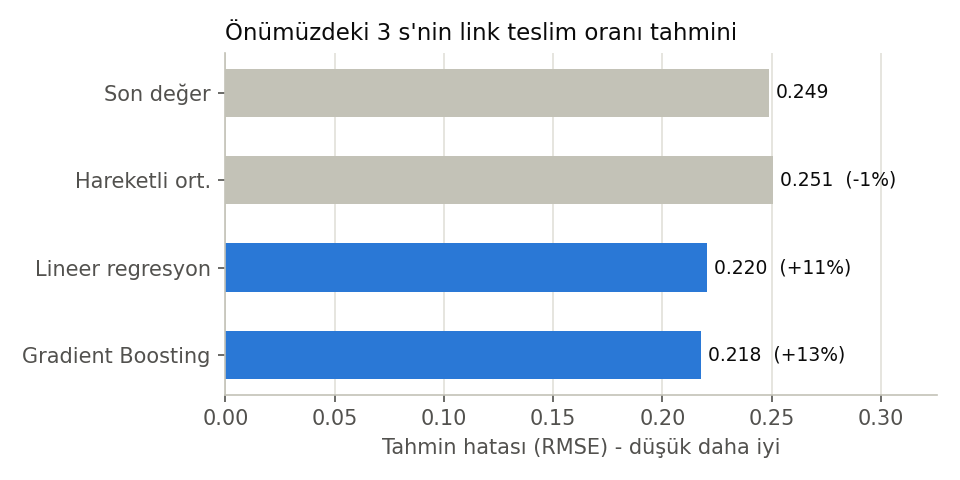 Önümüzdeki 3 s'nin link teslim oranı tahmini
Son değer
0.249
Hareketli ort.
0.251 (-1%)
Lineer regresyon
0.220 (+11%)
Gradient Boosting
0.218 (+13%)
0.00 0.05 0.10 0.15 0.20 0.25 0.30
Tahmin hatası (RMSE) - düşük daha iyi